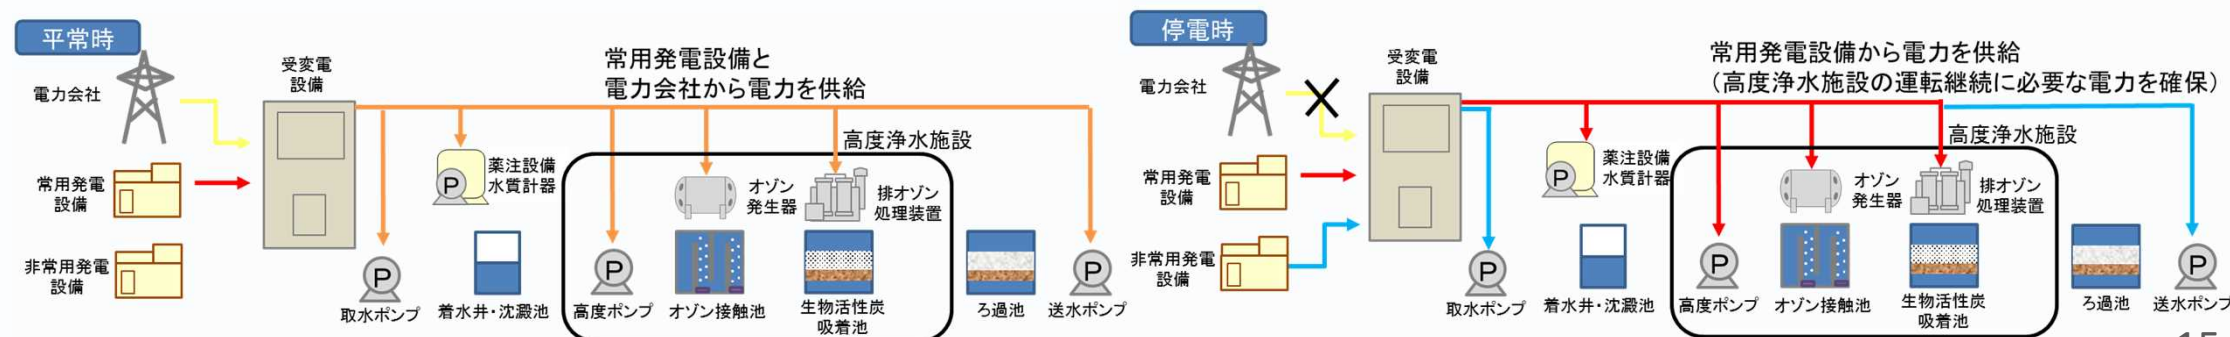 平常時
電力会社
常用発電
設備
非常用発電
設備
受変電
設備
常用発電設備と
電力会社から電力を供給
高度浄水施設
P
薬注設備
水質計器
オゾン
発生器
排オゾン
処理装置
P
取水ポンプ
着水井・沈澱池
P
高度ポンプ
オゾン接触池
生物活性炭
吸着池
ろ過池
P
送水ポンプ
停電時
電力会社
常用発電
設備
非常用発電
設備
受変電
設備
常用発電設備から電力を供給
（高度浄水施設の運転継続に必要な電力を確保）
高度浄水施設
P
薬注設備
水質計器
オゾン
発生器
排オゾン
処理装置
P
取水ポンプ
着水井・沈澱池
P
高度ポンプ
オゾン接触池
生物活性炭
吸着池
ろ過池
P
送水ポンプ